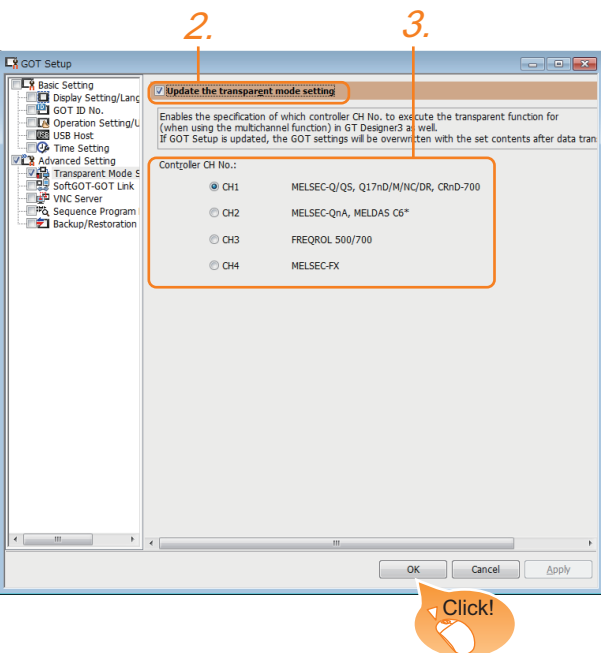 2.
3.
GOT Setup
Basic Setting
Display Setting/Lang
GOT ID No.
Operation Setting/U
USB Host
Time Setting
Advanced Setting
Transparent Mode S
SoftGOT-GOT Link
VNC Server
Sequence Program
Backup/Restoration
Update the transparent mode setting
Enables the specification of which controller CH No. to execute the transparent function for
(when using the multichannel function) in GT Designer3 as well.
If GOT Setup is updated, the GOT settings will be overwritten with the set contents after data tran
Controller CH No.:
CH1 MELSEC-Q/QS, Q17nD/M/NC/DR, CRnD-700
CH2 MELSEC-QnA, MELDAS C6*
CH3 FREQROL 500/700
CH4 MELSEC-FX
OK Cancel Apply
Click!